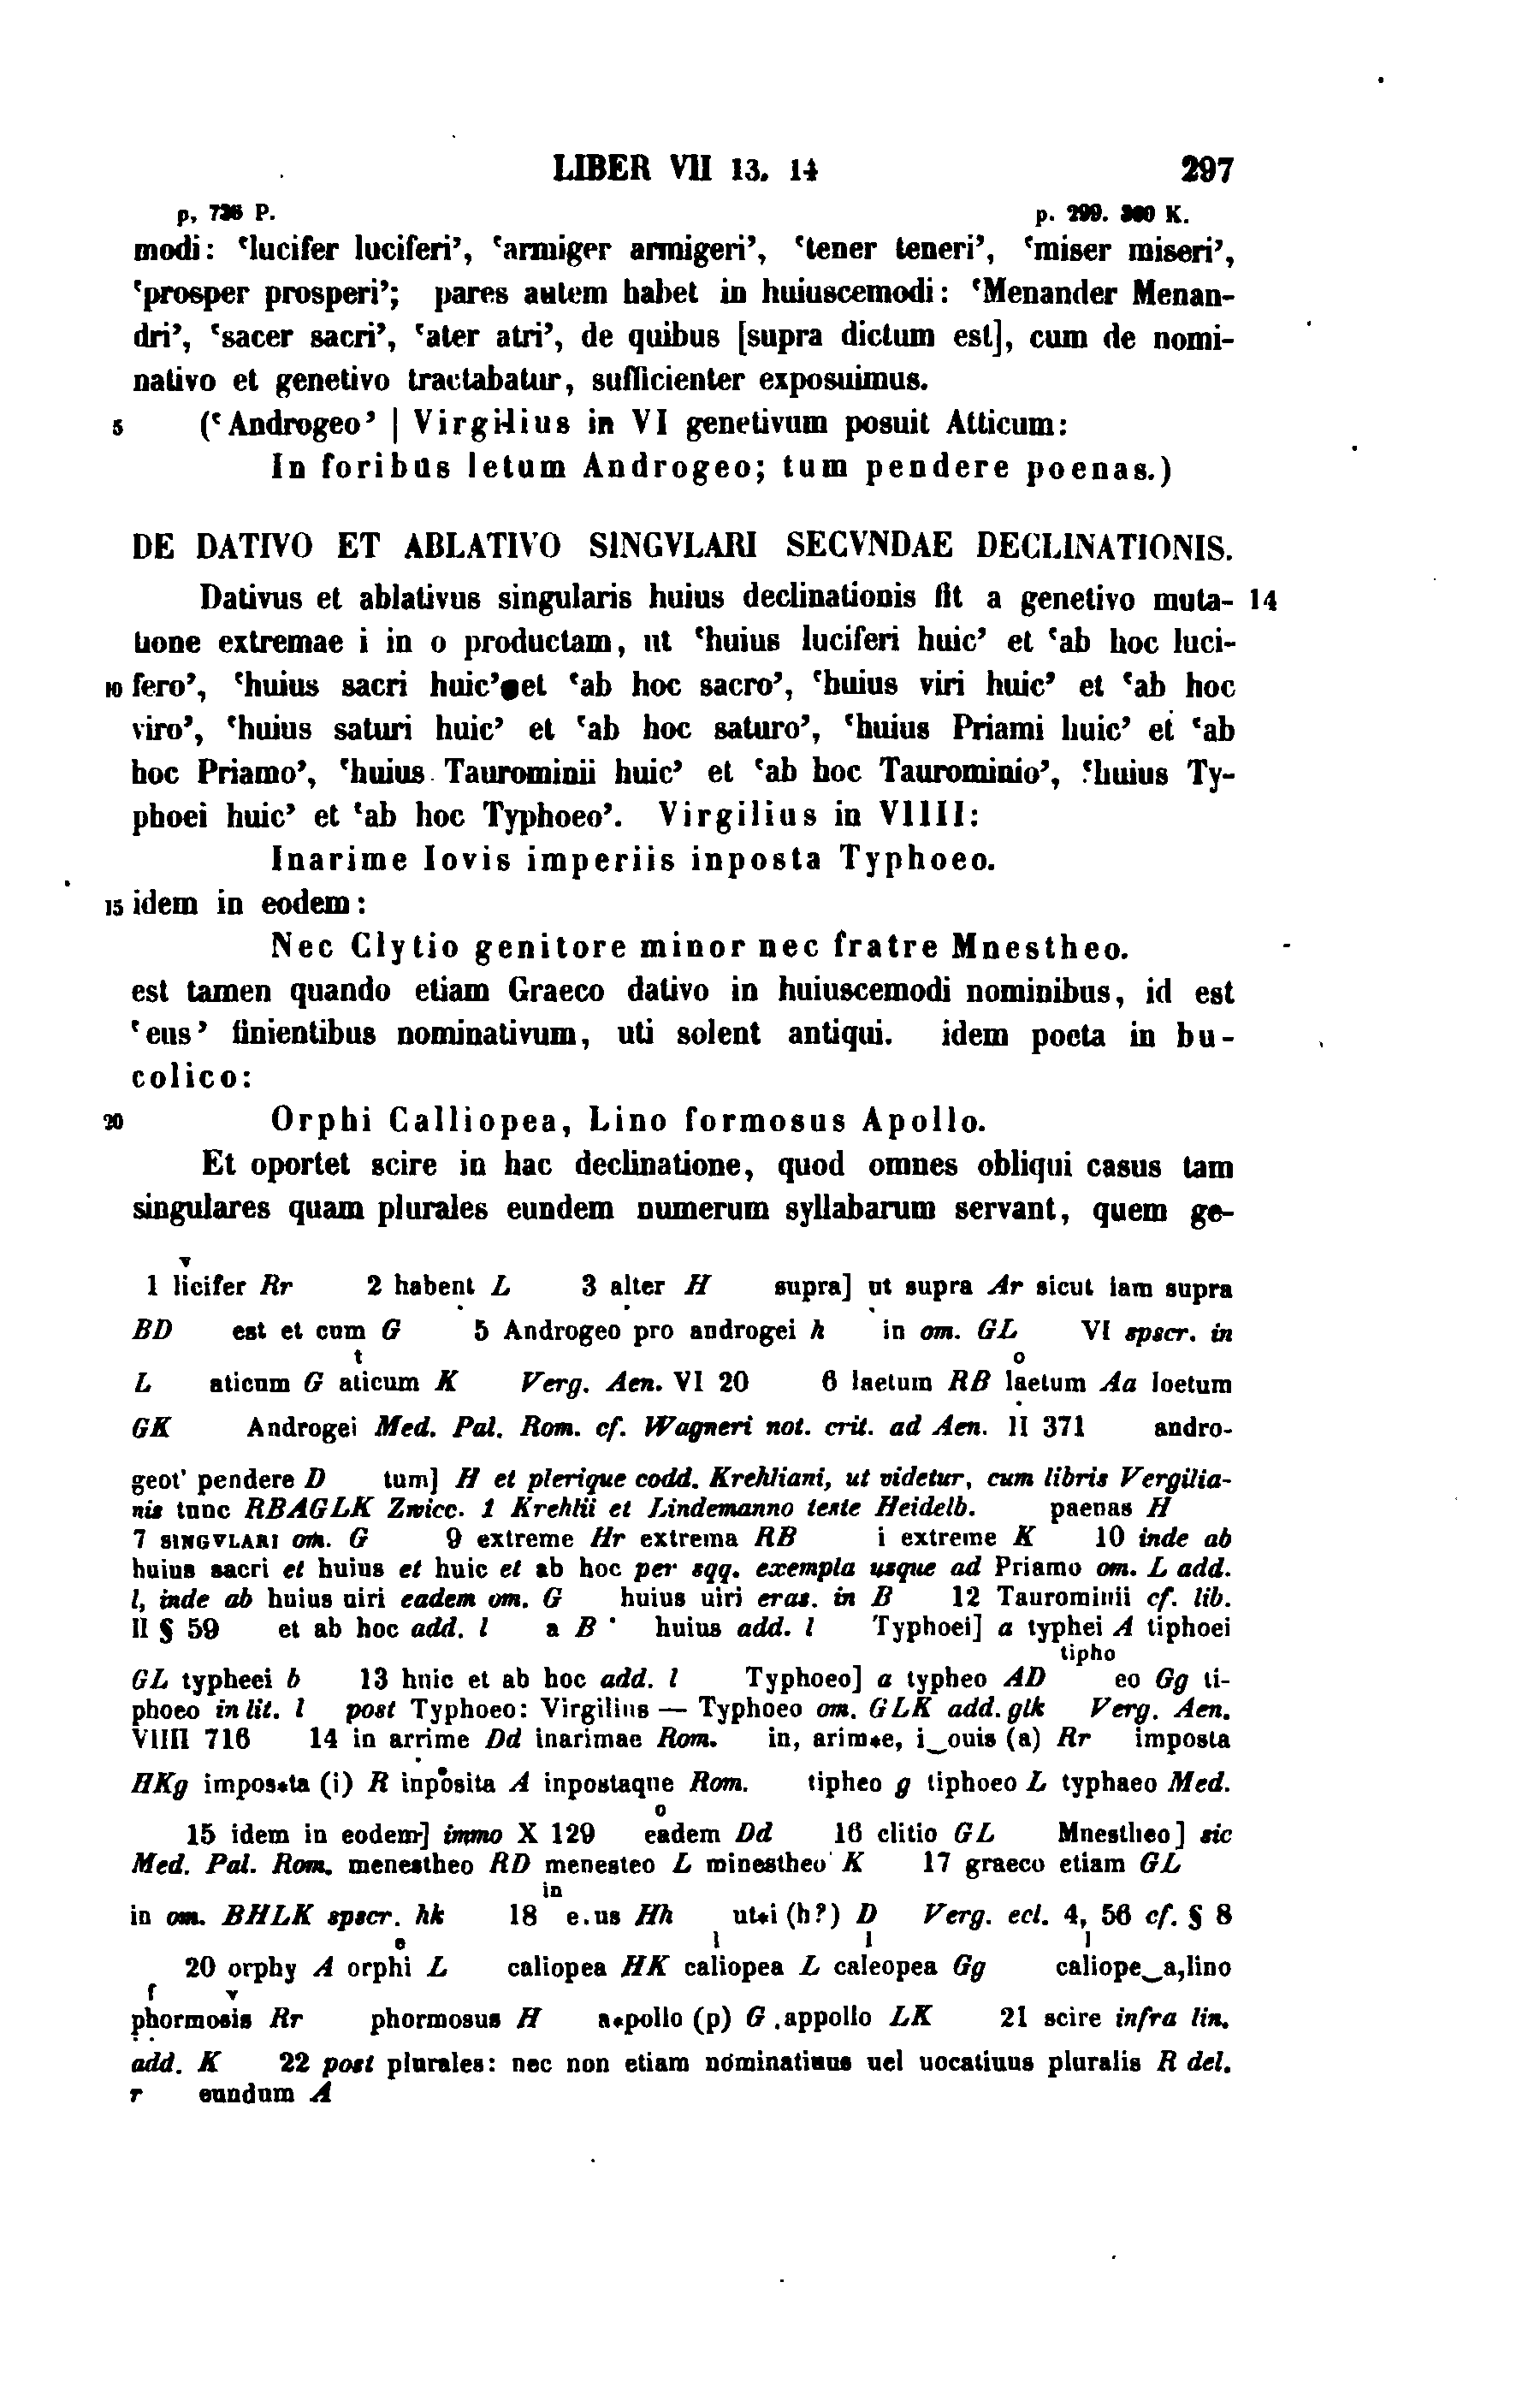 LIBER VII 13. 14 297
p. 736 P. p. 299. 300 K.
modi: ‘lucifer luciferi’, ‘armiger armigeri’, ‘tener teneri’, ‘miser miseri’,
‘prosper prosperi’; pares autem habet in huiuscemodi: ‘Menander Menan-
dri’, ‘sacer sacri’, ‘ater atri’, de quibus [supra dictum est], cum de nomi-
nativo et genetivo tractabatur, sufficienter exposuimus.
5 (‘Androgeo’ | Virgilius in VI genetivum posuit Atticum:
In foribus letum Androgeo; tum pendere poenas.)
DE DATIVO ET ABLATIVO SINGVLARI SECVNDAE DECLINATIONIS.
Dativus et ablativus singularis huius declinationis fit a genetivo muta- 14
tione extremae i in o productam, ut ‘huius luciferi huic’ et ‘ab hoc luci-
10 fero’, ‘huius sacri huic’ et ‘ab hoc sacro’, ‘huius viri huic’ et ‘ab hoc
viro’, ‘huius saturi huic’ et ‘ab hoc saturo’, ‘huius Priami huic’ et ‘ab
hoc Priamo’, ‘huius Taurominii huic’ et ‘ab hoc Taurominio’, ‘huius Ty-
phoei huic’ et ‘ab hoc Typhoeo’. Virgilius in VIIII:
Inarime Iovis imperiis inposta Typhoeo.
15 idem in eodem:
Nec Clytio genitore minor nec fratre Mnestheo.
est tamen quando etiam Graeco dativo in huiuscemodi nominibus, id est
‘eus’ finientibus nominativum, uti solent antiqui. idem poeta in bu-
colico:
20 Orphi Calliopea, Lino formosus Apollo.
Et oportet scire in hac declinatione, quod omnes obliqui casus tam
singulares quam plurales eundem numerum syllabarum servant, quem ge-
v
1 licifer Rr 2 habent L 3 alter H supra] ut supra Ar sicut iam supra
BD est et cum G 5 Androgeo pro androgei h in om. GL VI spscr. in
t o
L aticum G aticum K Verg. Aen. VI 20 6 laetum RB laetum Aa loetum
GK Androgei Med. Pal. Rom. cf. Wagneri not. crit. ad Aen. II 371 andro-
geot' pendere D tum] H et plerique codd. Krehliani, ut videtur, cum libris Vergilia-
nis tunc RBAGLK Zwicc. 1 Krehlii et Lindemanno teste Heidelb. paenas H
7 SINGVLARI om. G 9 extreme Hr extrema RB i extreme K 10 inde ab
huius sacri et huius et huic et ab hoc per sqq. exempla usque ad Priamo om. L add.
l, inde ab huius uiri eadem om. G huius uiri eras. in B 12 Taurominii cf. lib.
II § 59 et ab hoc add. l a B huius add. l Typhoei] a typhei A tiphoei
tipho
GL typheei b 13 huic et ab hoc add. l Typhoeo] a typheo AD eo Gg ti-
phoeo in lit. l post Typhoeo: Virgilius — Typhoeo om. GLK add. glk Verg. Aen.
VIIII 716 14 in arrime Dd inarimae Rom. in, arim*e, i‿ouis (a) Rr imposta
HKg impos*ta (i) R inposita A inpostaque Rom. tipheo g tiphoeo L typhaeo Med.
o
15 idem in eodem] immo X 129 eadem Dd 16 clitio GL Mnestheo] sic
Med. Pal. Rom. menestheo RD menesteo L minestheo K 17 graeco etiam GL
in
in om. BHLK spscr. hk 18 e.us Hh ut*i (h?) D Verg. ecl. 4, 56 cf. § 8
e l l l
20 orphy A orphi L caliopea HK caliopea L caleopea Gg caliope‿a,lino
f v
phormosis Rr phormosus H a*pollo (p) G .appollo LK 21 scire infra lin.
add. K 22 post plurales: nec non etiam nominatiuus uel uocatiuus pluralis R del.
r eundum A